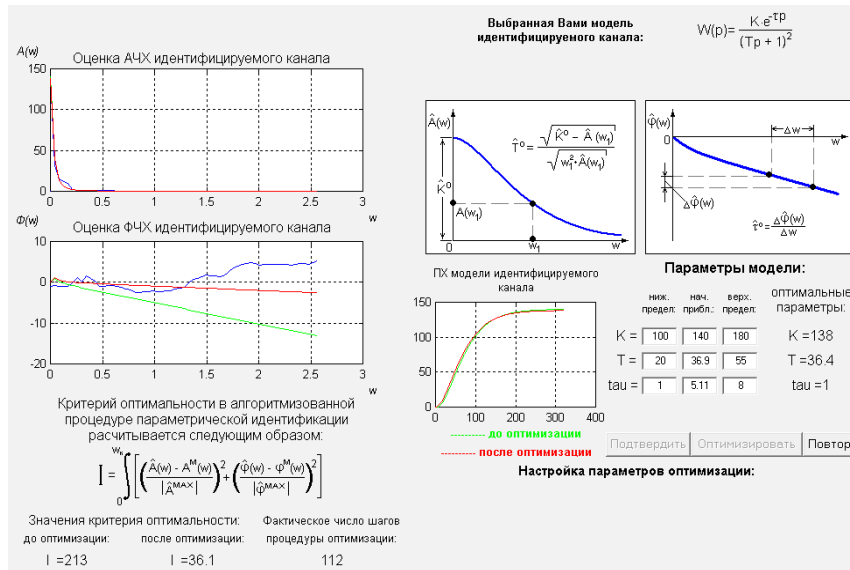 Выбранная Вами модель
идентифицируемого канала:
W(p)= K·e^-τp / (Tp + 1)^2
A(w)
Оценка АЧХ идентифицируемого канала
150
100
50
0
0 0.5 1 1.5 2 2.5 3
w
Ф(w)
Оценка ФЧХ идентифицируемого канала
10
0
-10
-20
0 0.5 1 1.5 2 2.5 3
w
Критерий оптимальности в алгоритмизованной
процедуре параметрической идентификации
расчитывается следующим образом:
I = ∫ 0 wк [ ( (Â(w) - A^М(w)) / |Â^MAX| )^2 + ( (φ̂(w) - φ^М(w)) / |φ̂^MAX| )^2 ]
Значения критерия оптимальности:
до оптимизации: после оптимизации:
I =213 I =36.1
Фактическое число шагов
процедуры оптимизации:
112
Â(w)
T̂° = √(K̂° - Â(w1)) / √(w1^2·Â(w1))
K̂°
Â(w1)
0 w1 w
φ̂(w)
0
Δw
w
Δφ̂(w)
τ̂° = Δφ̂(w) / Δw
ПХ модели идентифицируемого
канала
150
100
50
0
0 100 200 300 400
-------- до оптимизации
-------- после оптимизации
Параметры модели:
ниж. предел: нач. прибл.: верх. предел: оптимальные параметры:
K = 100 140 180 K =138
T = 20 36.9 55 T =36.4
tau = 1 5.11 8 tau =1
Подтвердить Оптимизировать Повтор
Настройка параметров оптимизации: